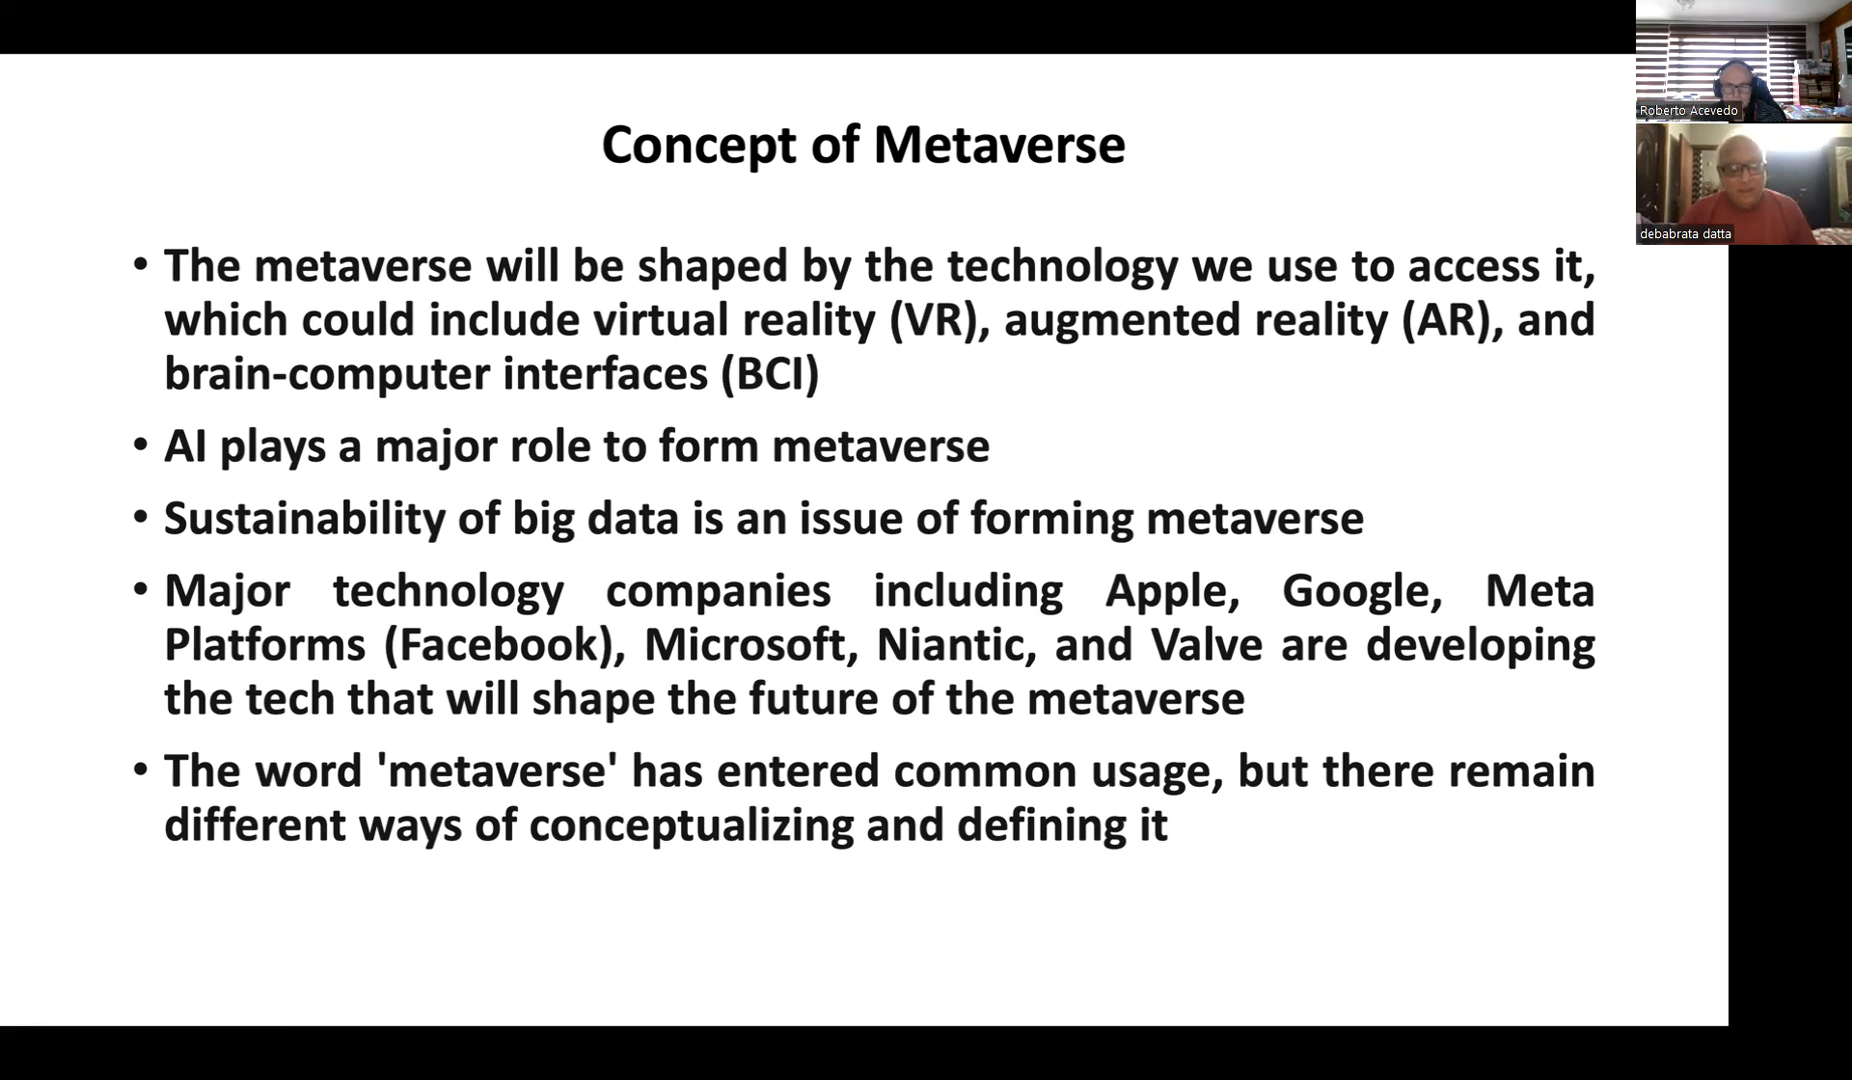 Concept of Metaverse
• The metaverse will be shaped by the technology we use to access it,
which could include virtual reality (VR), augmented reality (AR), and
brain-computer interfaces (BCI)
• AI plays a major role to form metaverse
• Sustainability of big data is an issue of forming metaverse
• Major technology companies including Apple, Google, Meta
Platforms (Facebook), Microsoft, Niantic, and Valve are developing
the tech that will shape the future of the metaverse
• The word 'metaverse' has entered common usage, but there remain
different ways of conceptualizing and defining it
Roberto Acevedo
debabrata datta